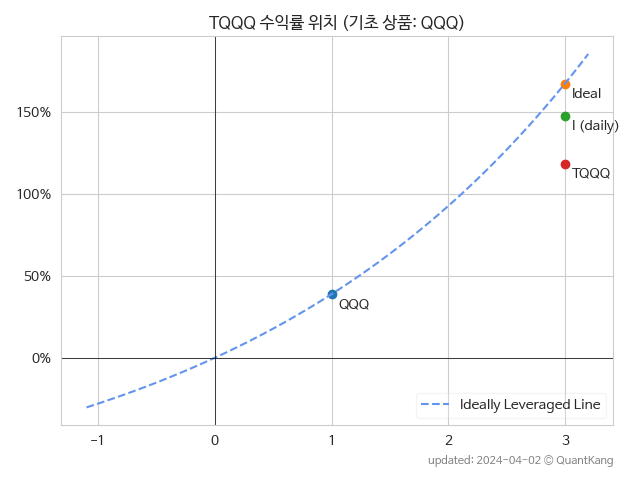 TQQQ 수익률 위치 (기초 상품: QQQ)
150%
100%
50%
0%
Ideal
I (daily)
TQQQ
QQQ
Ideally Leveraged Line
−1
0
1
2
3
updated: 2024-04-02 © QuantKang